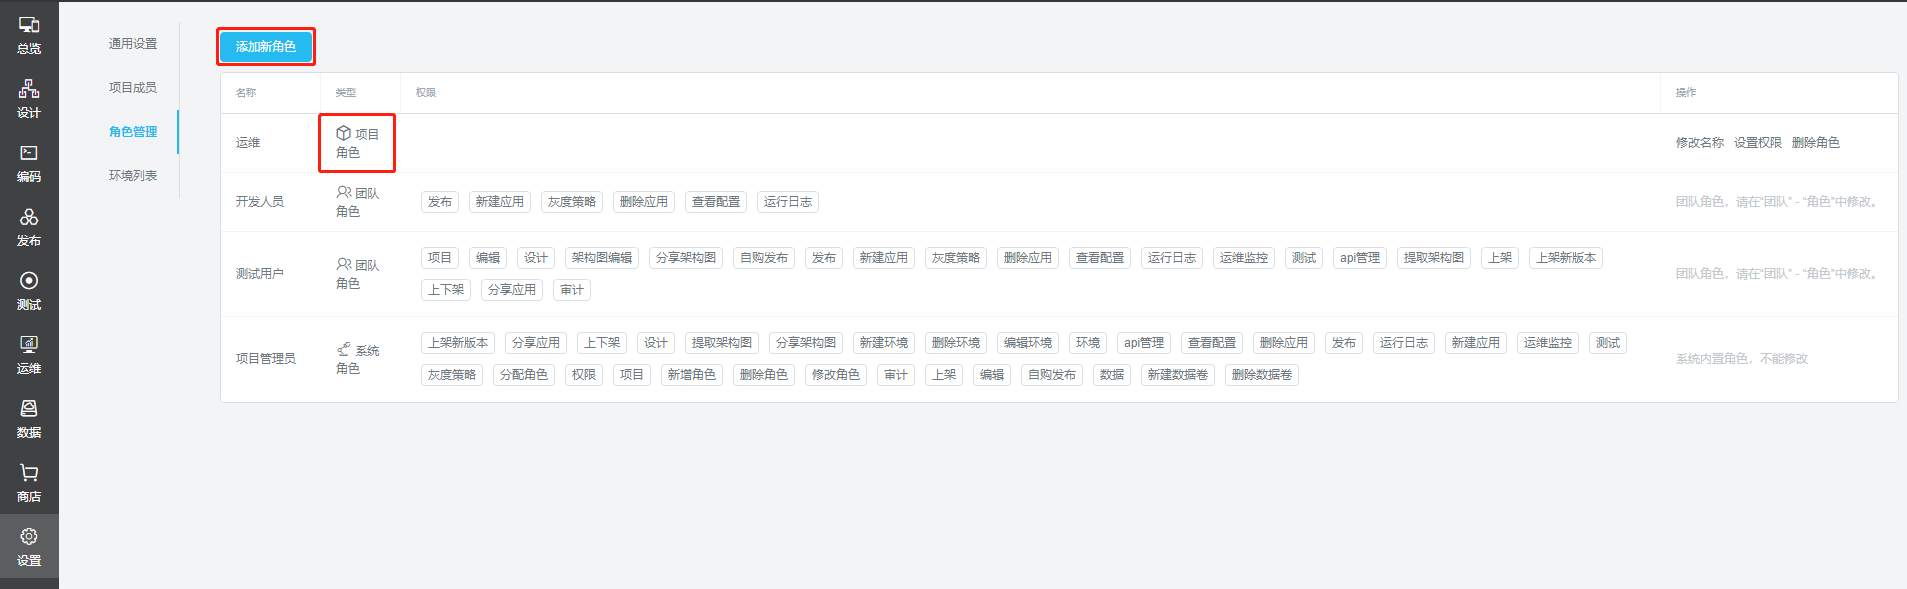 总览
设计
编码
发布
测试
运维
数据
商店
设置
通用设置
项目成员
角色管理
环境列表
添加新角色
名称 类型 权限 操作
运维 项目角色 修改名称 设置权限 删除角色
开发人员 团队角色 发布 新建应用 灰度策略 删除应用 查看配置 运行日志 团队角色，请在“团队” - “角色”中修改。
测试用户 团队角色 项目 编辑 设计 架构图编辑 分享架构图 自购发布 发布 新建应用 灰度策略 删除应用 查看配置 运行日志 运维监控 测试 api管理 提取架构图 上架 上架新版本
上下架 分享应用 审计 团队角色，请在“团队” - “角色”中修改。
项目管理员 系统角色 上架新版本 分享应用 上下架 设计 提取架构图 分享架构图 新建环境 删除环境 编辑环境 环境 api管理 查看配置 删除应用 发布 运行日志 新建应用 运维监控 测试
灰度策略 分配角色 权限 项目 新增角色 删除角色 修改角色 审计 上架 编辑 自购发布 数据 新建数据卷 删除数据卷 系统内置角色，不能修改